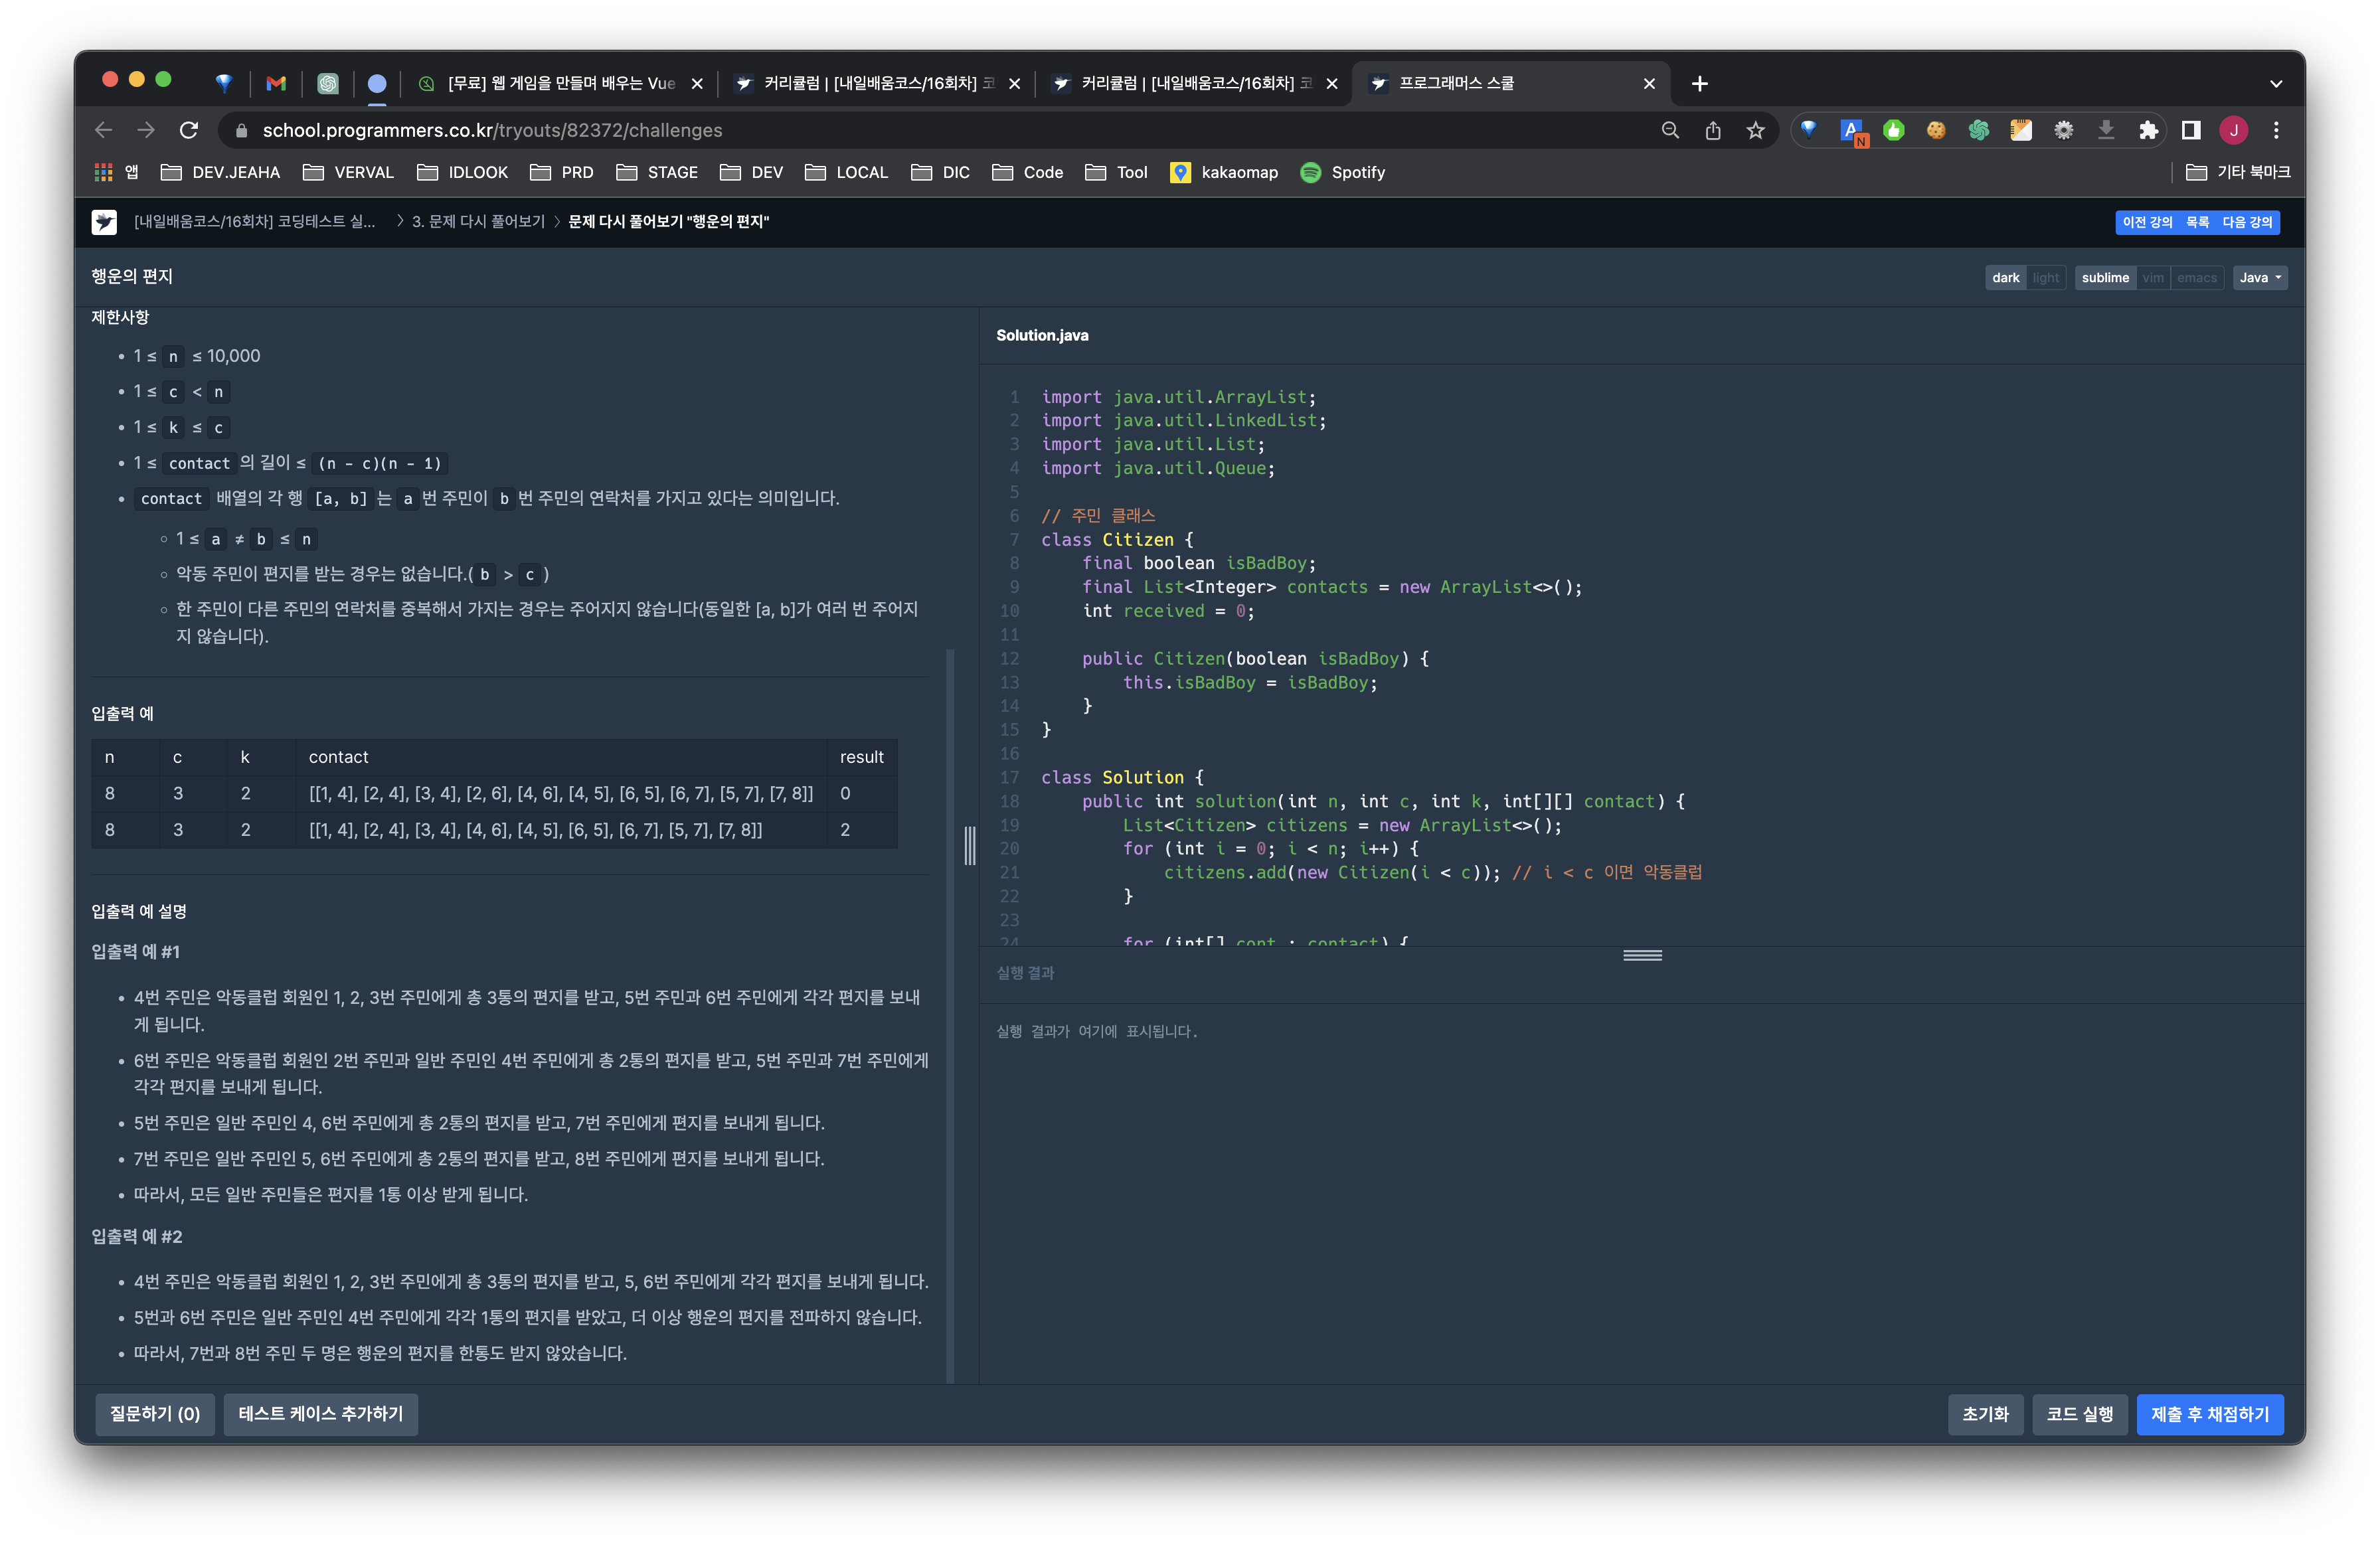 [무료] 웹 게임을 만들며 배우는 Vue
커리큘럼 | [내일배움코스/16회차] 코
커리큘럼 | [내일배움코스/16회차] 코
프로그래머스 스쿨
school.programmers.co.kr/tryouts/82372/challenges
앱 DEV.JEAHA VERVAL IDLOOK PRD STAGE DEV LOCAL DIC Code Tool kakaomap Spotify 기타 북마크
[내일배움코스/16회차] 코딩테스트 실... > 3. 문제 다시 풀어보기 > 문제 다시 풀어보기 "행운의 편지"
이전 강의 목록 다음 강의
행운의 편지
dark light sublime vim emacs Java
제한사항
• 1 ≤ n ≤ 10,000
• 1 ≤ c < n
• 1 ≤ k ≤ c
• 1 ≤ contact 의 길이 ≤ (n - c)(n - 1)
• contact 배열의 각 행 [a, b] 는 a 번 주민이 b 번 주민의 연락처를 가지고 있다는 의미입니다.
◦ 1 ≤ a ≠ b ≤ n
◦ 악동 주민이 편지를 받는 경우는 없습니다.( b > c )
◦ 한 주민이 다른 주민의 연락처를 중복해서 가지는 경우는 주어지지 않습니다(동일한 [a, b]가 여러 번 주어지
지 않습니다).
입출력 예
n c k contact result
8 3 2 [[1, 4], [2, 4], [3, 4], [2, 6], [4, 6], [4, 5], [6, 5], [6, 7], [5, 7], [7, 8]] 0
8 3 2 [[1, 4], [2, 4], [3, 4], [4, 6], [4, 5], [6, 5], [6, 7], [5, 7], [7, 8]] 2
입출력 예 설명
입출력 예 #1
• 4번 주민은 악동클럽 회원인 1, 2, 3번 주민에게 총 3통의 편지를 받고, 5번 주민과 6번 주민에게 각각 편지를 보내
게 됩니다.
• 6번 주민은 악동클럽 회원인 2번 주민과 일반 주민인 4번 주민에게 총 2통의 편지를 받고, 5번 주민과 7번 주민에게
각각 편지를 보내게 됩니다.
• 5번 주민은 일반 주민인 4, 6번 주민에게 총 2통의 편지를 받고, 7번 주민에게 편지를 보내게 됩니다.
• 7번 주민은 일반 주민인 5, 6번 주민에게 총 2통의 편지를 받고, 8번 주민에게 편지를 보내게 됩니다.
• 따라서, 모든 일반 주민들은 편지를 1통 이상 받게 됩니다.
입출력 예 #2
• 4번 주민은 악동클럽 회원인 1, 2, 3번 주민에게 총 3통의 편지를 받고, 5, 6번 주민에게 각각 편지를 보내게 됩니다.
• 5번과 6번 주민은 일반 주민인 4번 주민에게 각각 1통의 편지를 받았고, 더 이상 행운의 편지를 전파하지 않습니다.
• 따라서, 7번과 8번 주민 두 명은 행운의 편지를 한통도 받지 않았습니다.
Solution.java
1 import java.util.ArrayList;
2 import java.util.LinkedList;
3 import java.util.List;
4 import java.util.Queue;
5
6 // 주민 클래스
7 class Citizen {
8     final boolean isBadBoy;
9     final List<Integer> contacts = new ArrayList<>();
10     int received = 0;
11
12     public Citizen(boolean isBadBoy) {
13         this.isBadBoy = isBadBoy;
14     }
15 }
16
17 class Solution {
18     public int solution(int n, int c, int k, int[][] contact) {
19         List<Citizen> citizens = new ArrayList<>();
20         for (int i = 0; i < n; i++) {
21             citizens.add(new Citizen(i < c)); // i < c 이면 악동클럽
22         }
23
24         for (int[] cont : contact) {
실행 결과
실행 결과가 여기에 표시됩니다.
질문하기 (0) 테스트 케이스 추가하기 초기화 코드 실행 제출 후 채점하기